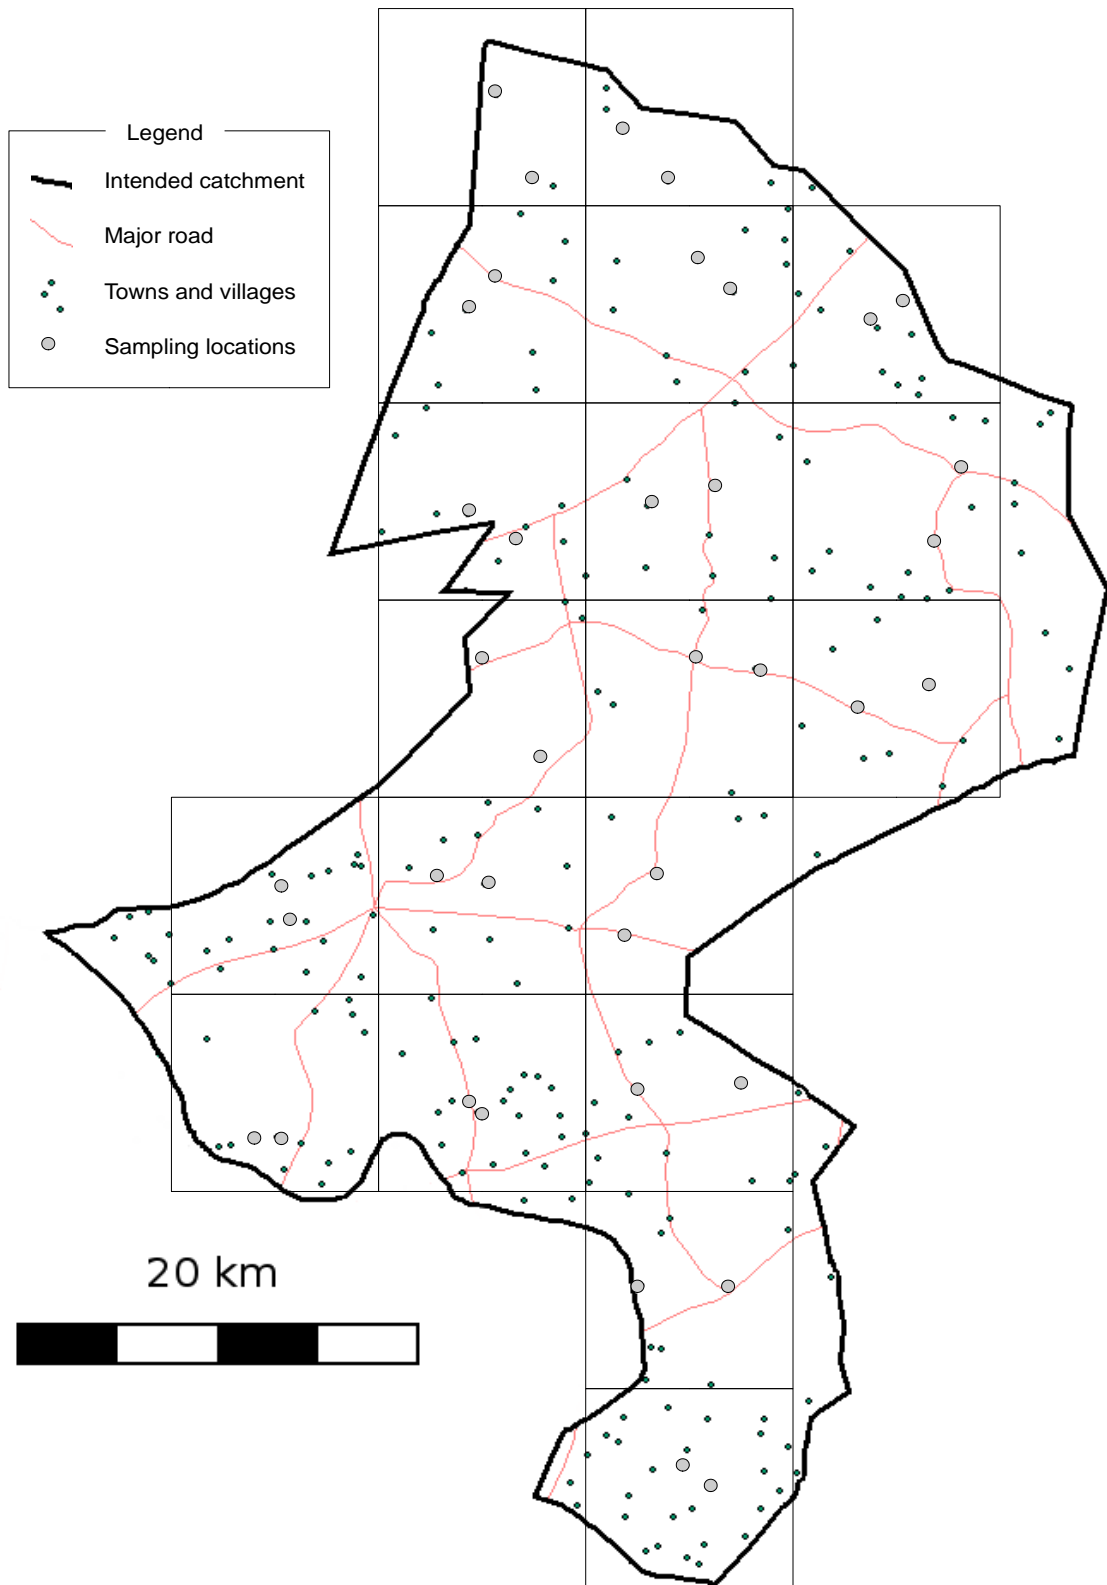 Legend
Intended catchment
Major road
Towns and villages
Sampling locations
20 km